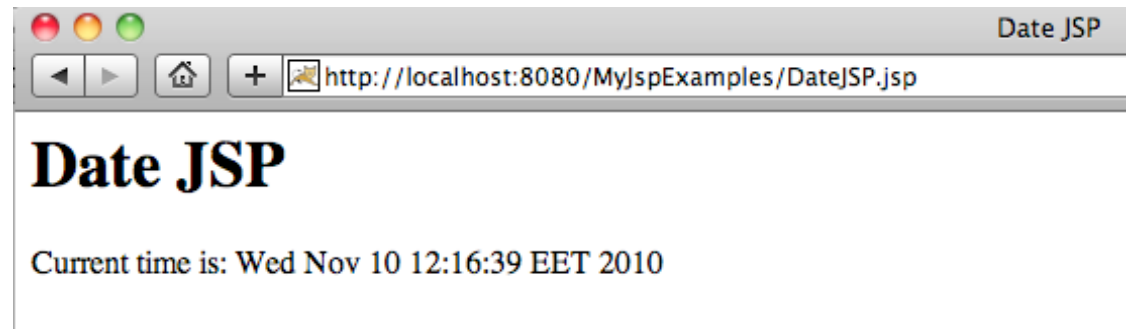 Date JSP
http://localhost:8080/MyJspExamples/DateJSP.jsp
Date JSP
Current time is: Wed Nov 10 12:16:39 EET 2010